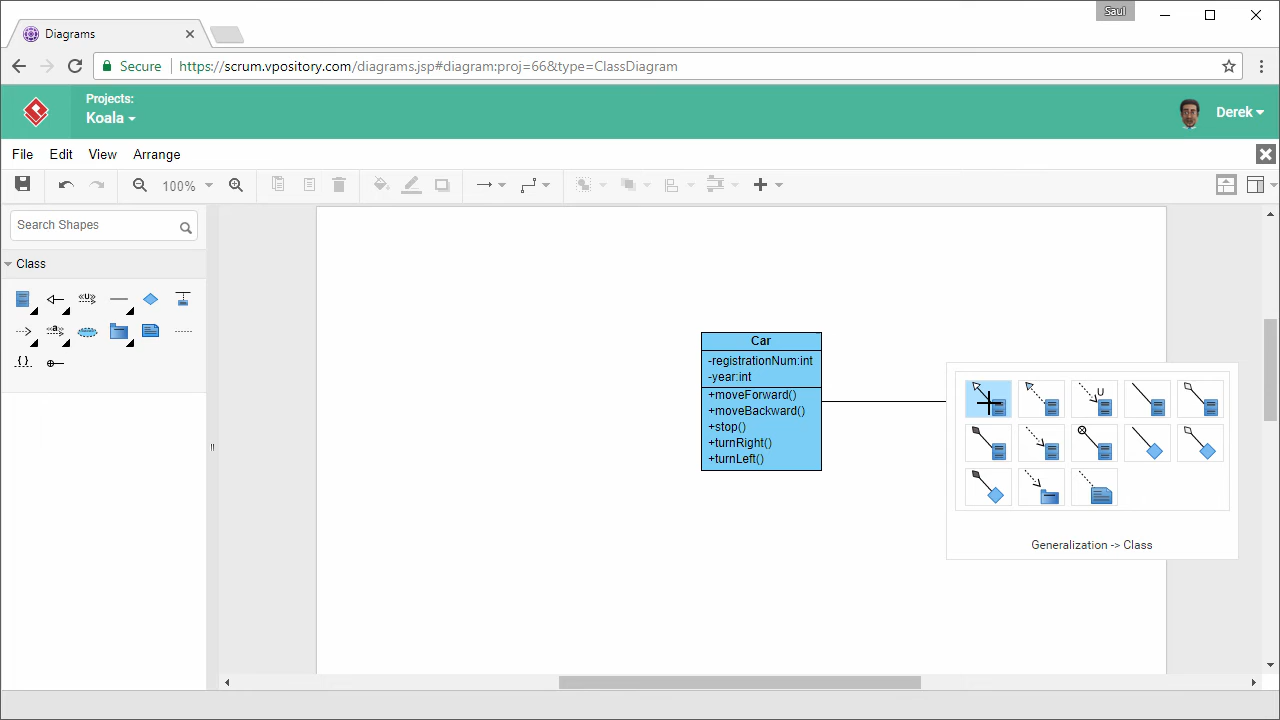 Saul
Diagrams
Secure https://scrum.vpository.com/diagrams.jsp#diagram:proj=66&type=ClassDiagram
Projects:
Koala
Derek
File Edit View Arrange
100%
Search Shapes
Class
<<u>>
<<a>>
{ }
Car
-registrationNum:int
-year:int
+moveForward()
+moveBackward()
+stop()
+turnRight()
+turnLeft()
U
Generalization -> Class